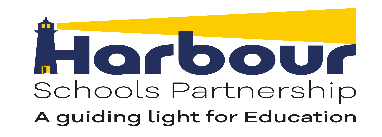 Harbour
Schools Partnership
A guiding light for Education